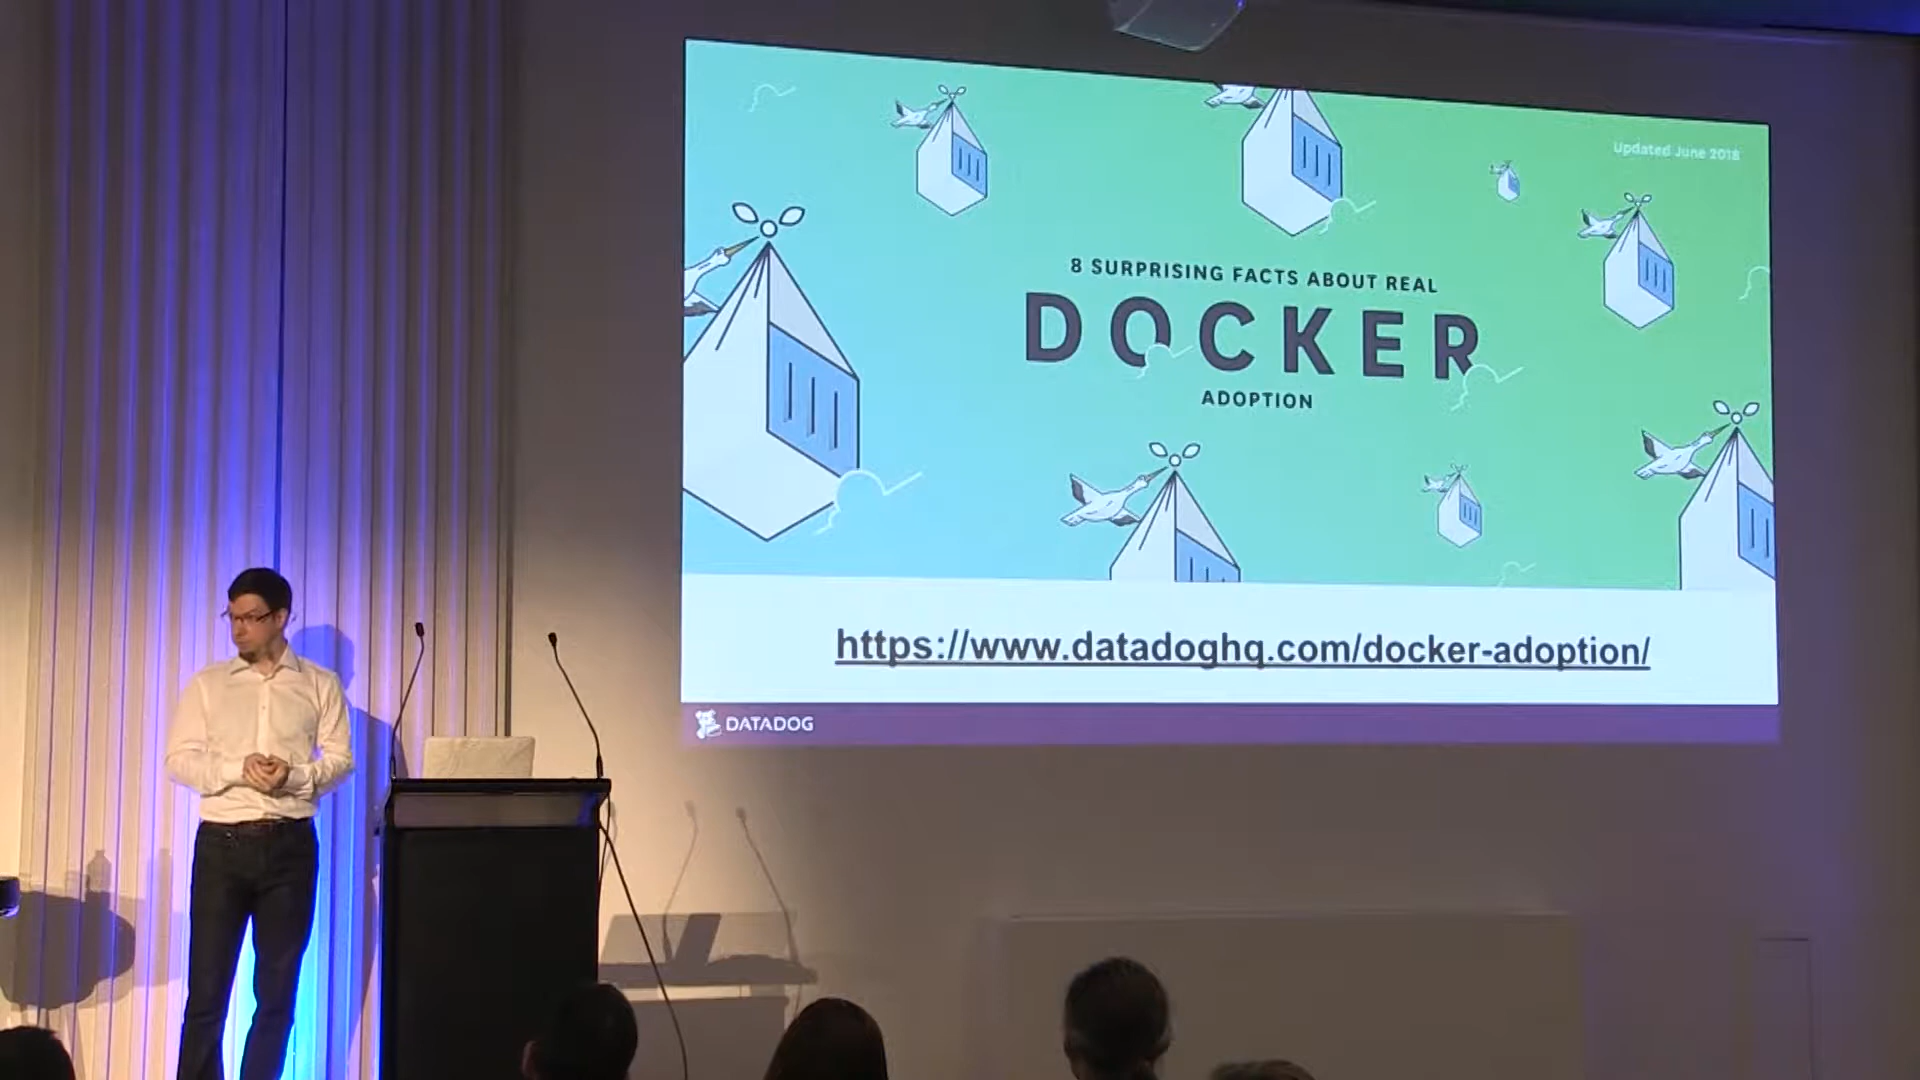 Updated June 2018
8 SURPRISING FACTS ABOUT REAL
DOCKER
ADOPTION
https://www.datadoghq.com/docker-adoption/
DATADOG